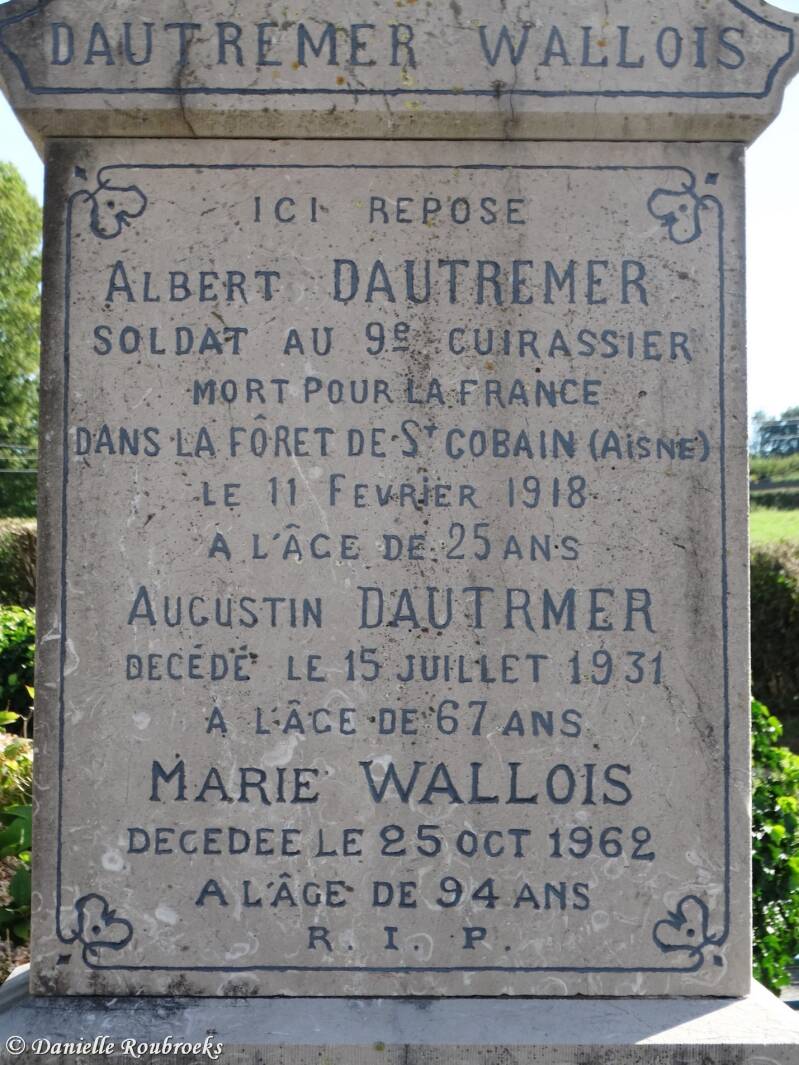 DAUTREMER WALLOIS
ICI REPOSE
ALBERT DAUTREMER
SOLDAT AU 9e CUIRASSIER
MORT POUR LA FRANCE
DANS LA FÔRET DE ST GOBAIN (AISNE)
LE 11 FEVRIER 1918
A L'ÂGE DE 25 ANS
AUGUSTIN DAUTRMER
DECÉDÉ LE 15 JUILLET 1931
A L'ÂGE DE 67 ANS
MARIE WALLOIS
DECEDEE LE 25 OCT 1962
A L'ÂGE DE 94 ANS
R. I. P.
© Danielle Roubroeks